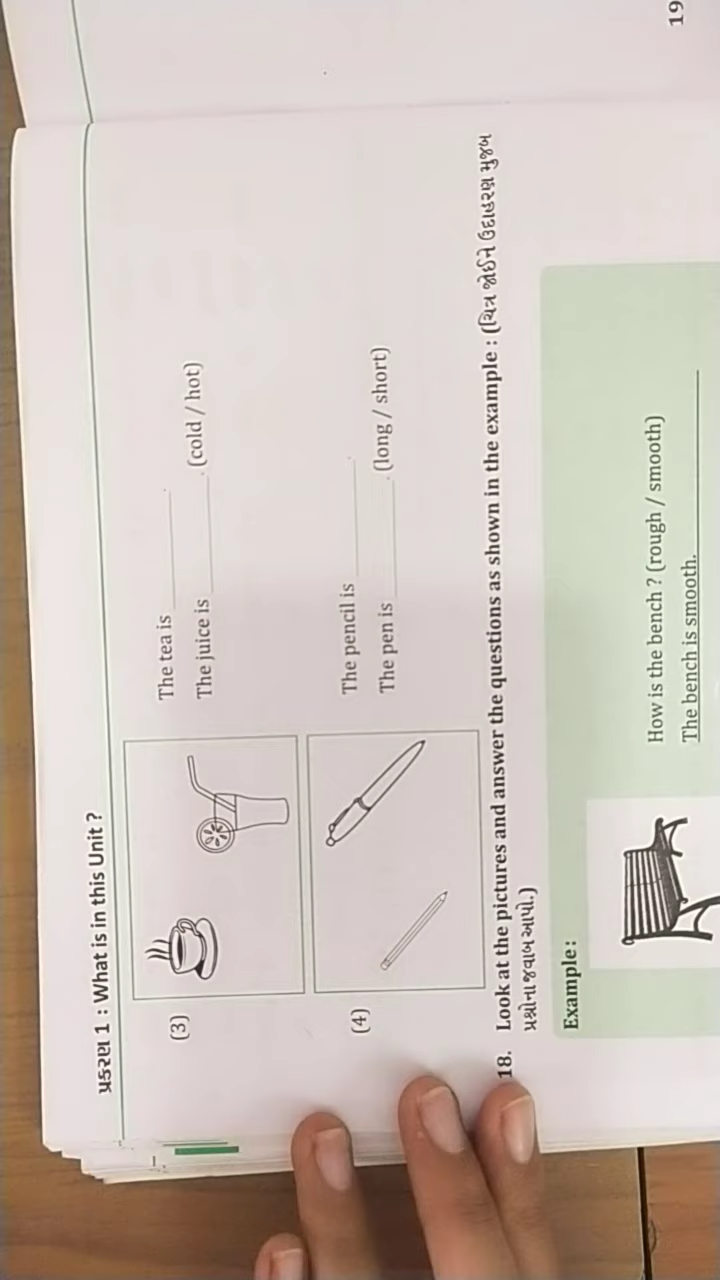 પ્રકરણ 1 : What is in this Unit ?
(3)
The tea is __________.
The juice is __________. (cold / hot)
(4)
The pencil is __________.
The pen is __________. (long / short)
18. Look at the pictures and answer the questions as shown in the example : (ચિત્ર જોઈને ઉદાહરણ મુજબ
પ્રશ્નોના જવાબ આપો.)
Example :
How is the bench ? (rough / smooth)
The bench is smooth.
19